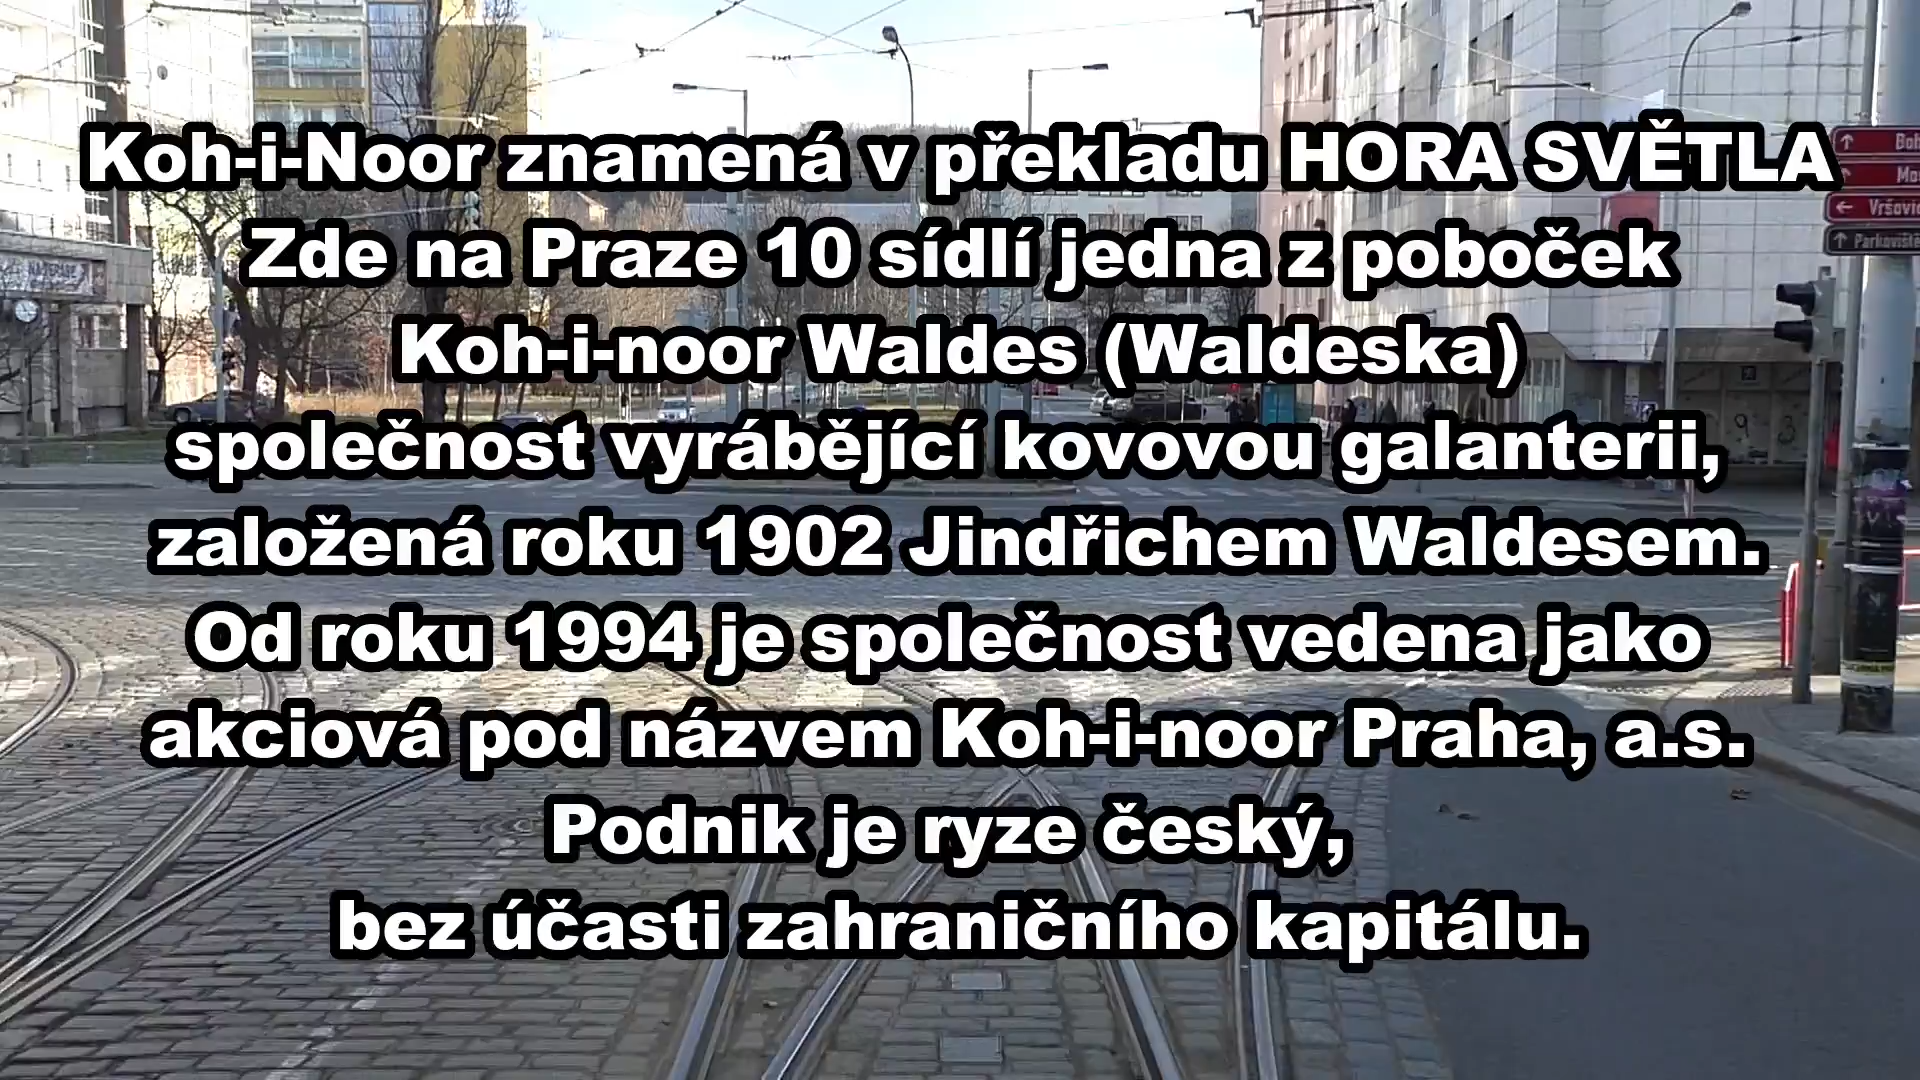 Koh-i-Noor znamená v překladu HORA SVĚTLA
Zde na Praze 10 sídlí jedna z poboček
Koh-i-noor Waldes (Waldeska)
společnost vyrábějící kovovou galanterii,
založená roku 1902 Jindřichem Waldesem.
Od roku 1994 je společnost vedena jako
akciová pod názvem Koh-i-noor Praha, a.s.
Podnik je ryze český,
bez účasti zahraničního kapitálu.